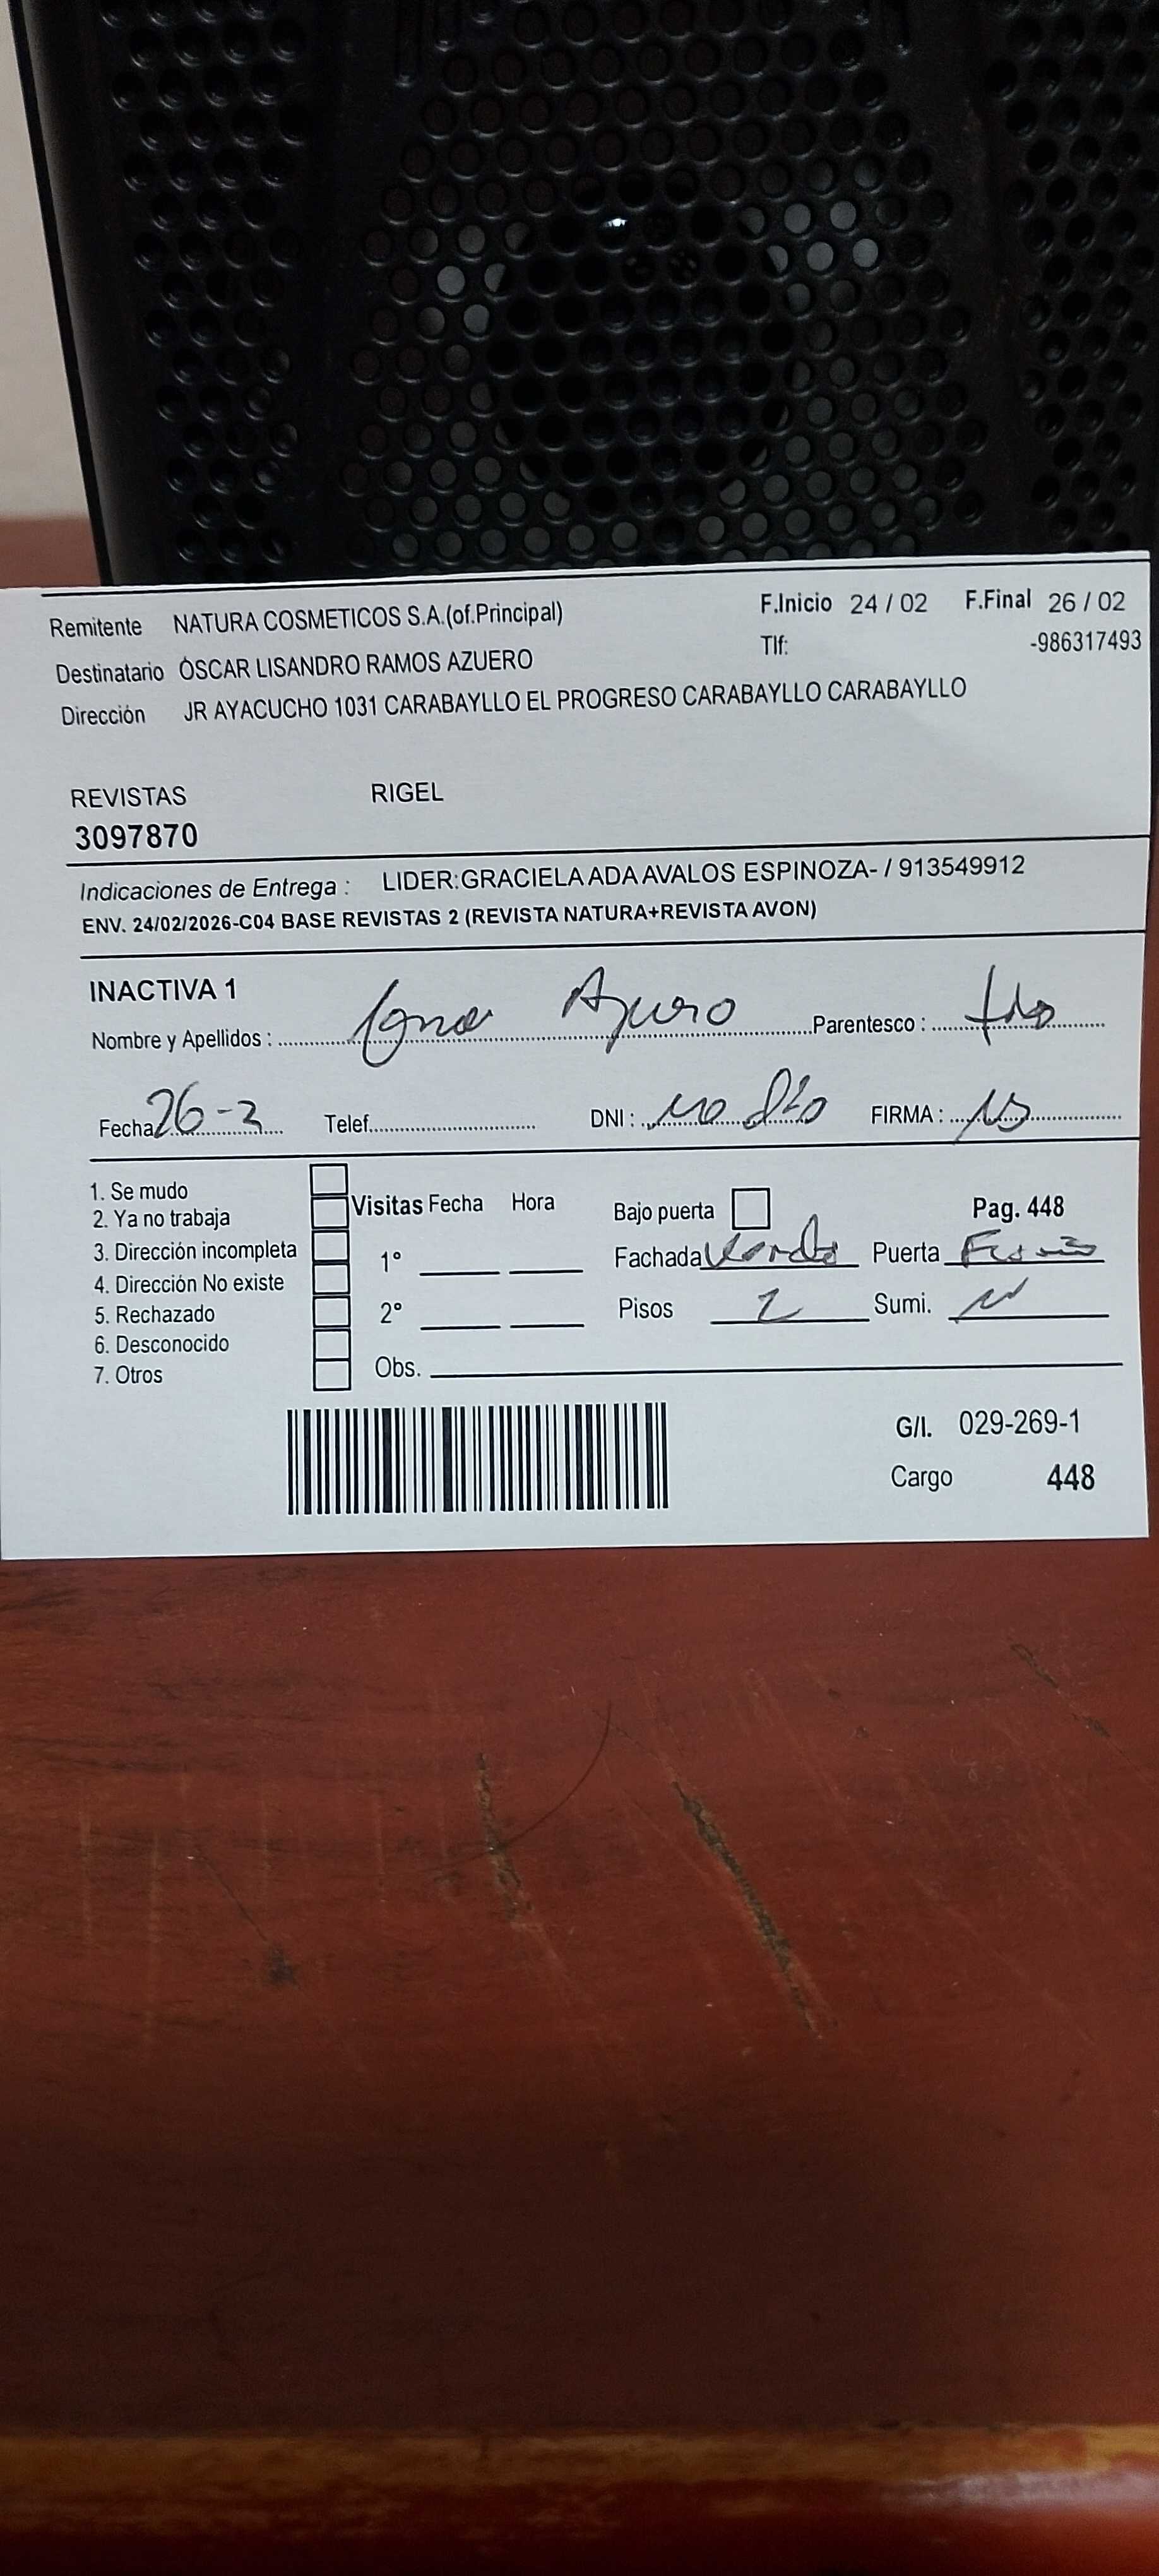 Remitente NATURA COSMETICOS S.A.(of.Principal) F.Inicio 24 / 02 F.Final 26 / 02
Tlf: -986317493
Destinatario ÓSCAR LISANDRO RAMOS AZUERO
Dirección JR AYACUCHO 1031 CARABAYLLO EL PROGRESO CARABAYLLO CARABAYLLO
REVISTAS RIGEL
3097870
Indicaciones de Entrega : LIDER:GRACIELA ADA AVALOS ESPINOZA- / 913549912
ENV. 24/02/2026-C04 BASE REVISTAS 2 (REVISTA NATURA+REVISTA AVON)
INACTIVA 1
Nombre y Apellidos : Azuero Parentesco :
Fecha 26-2 Telef. DNI : no dio FIRMA :
1. Se mudo
2. Ya no trabaja
3. Dirección incompleta
4. Dirección No existe
5. Rechazado
6. Desconocido
7. Otros
Visitas Fecha Hora
1°
2°
Obs.
Bajo puerta Pag. 448
Fachada Verde Puerta
Pisos 2 Sumi.
G/I. 029-269-1
Cargo 448